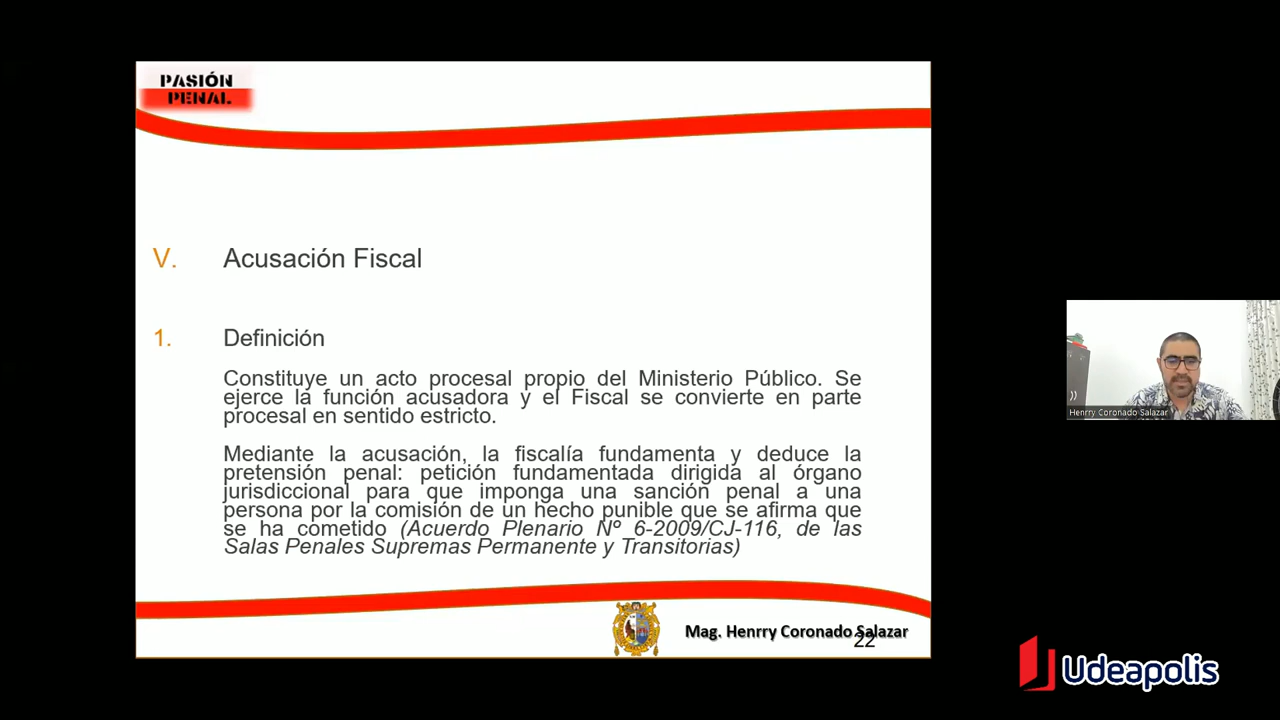 PASIÓN
PENAL
V. Acusación Fiscal
1. Definición
Constituye un acto procesal propio del Ministerio Público. Se
ejerce la función acusadora y el Fiscal se convierte en parte
procesal en sentido estricto.
Mediante la acusación, la fiscalía fundamenta y deduce la
pretensión penal: petición fundamentada dirigida al órgano
jurisdiccional para que imponga una sanción penal a una
persona por la comisión de un hecho punible que se afirma que
se ha cometido (Acuerdo Plenario Nº 6-2009/CJ-116, de las
Salas Penales Supremas Permanente y Transitorias)
Mag. Henrry Coronado Salazar
22
Henrry Coronado Salazar
Udeapolis